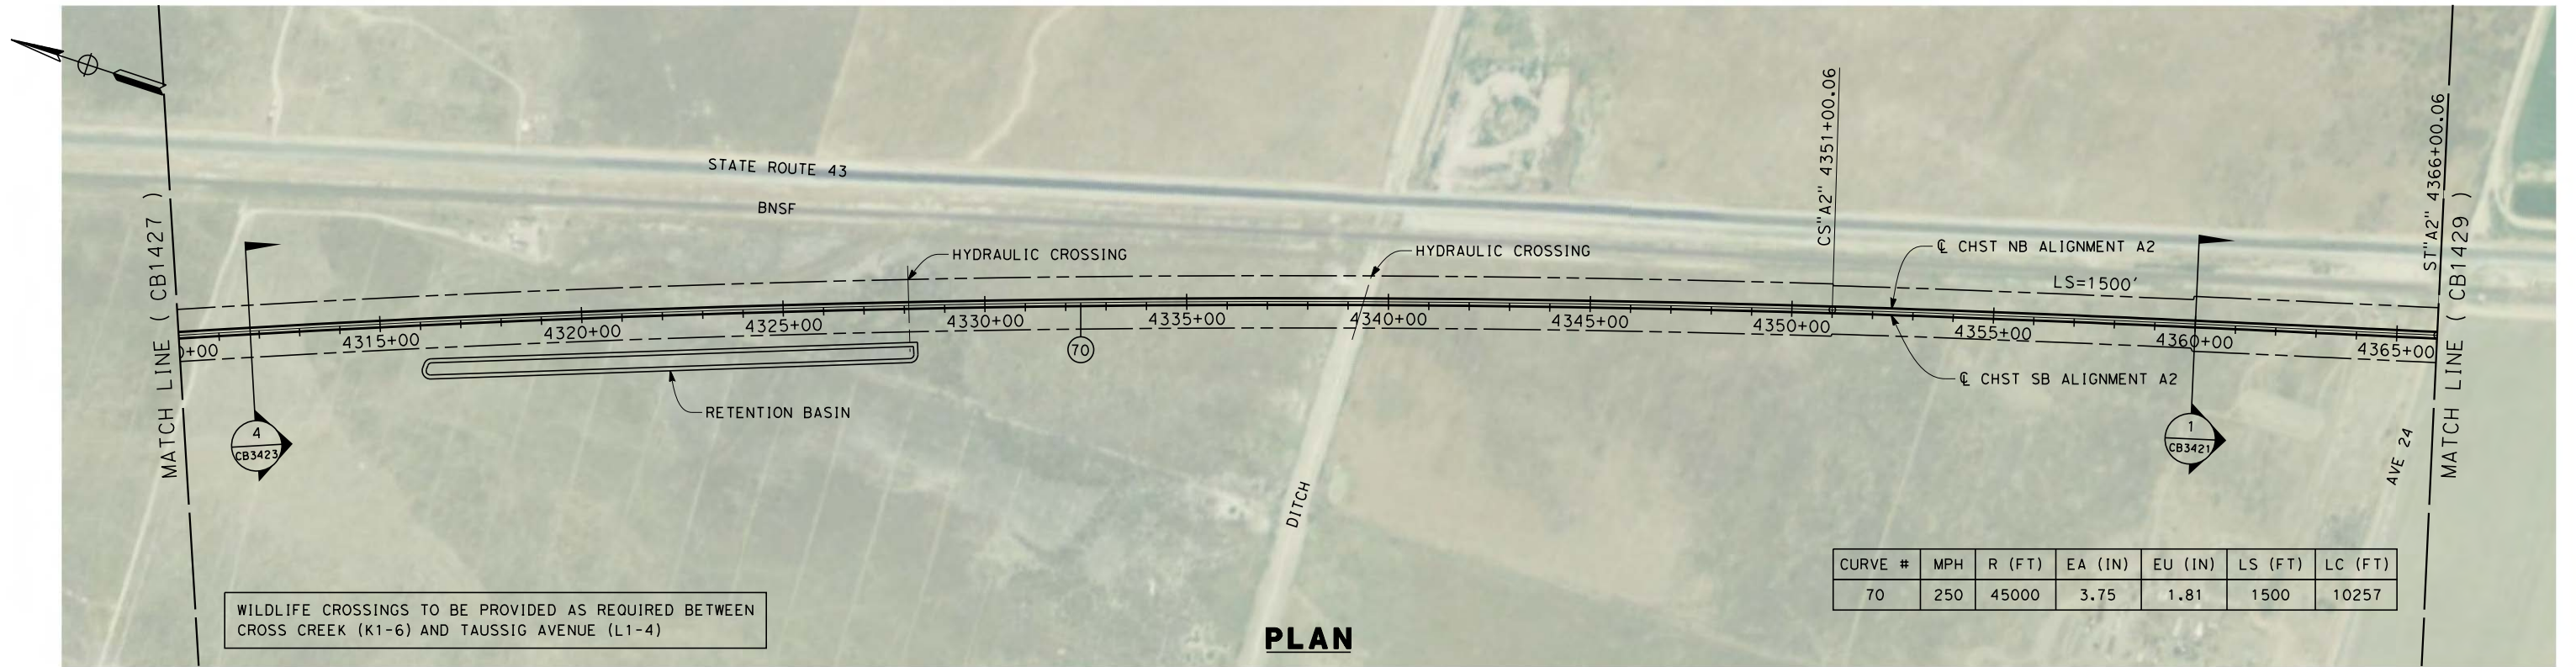 MATCH LINE ( CB1427 )
STATE ROUTE 43
BNSF
HYDRAULIC CROSSING
HYDRAULIC CROSSING
CS"A2" 4351+00.06
℄ CHST NB ALIGNMENT A2
LS=1500'
ST"A2" 4366+00.06
MATCH LINE ( CB1429 )
0+00
4315+00
4320+00
4325+00
4330+00
4335+00
4340+00
4345+00
4350+00
4355+00
4360+00
4365+00
70
℄ CHST SB ALIGNMENT A2
RETENTION BASIN
4
CB3423
1
CB3421
AVE 24
DITCH
CURVE # MPH R (FT) EA (IN) EU (IN) LS (FT) LC (FT)
70 250 45000 3.75 1.81 1500 10257
WILDLIFE CROSSINGS TO BE PROVIDED AS REQUIRED BETWEEN
CROSS CREEK (K1-6) AND TAUSSIG AVENUE (L1-4)
PLAN